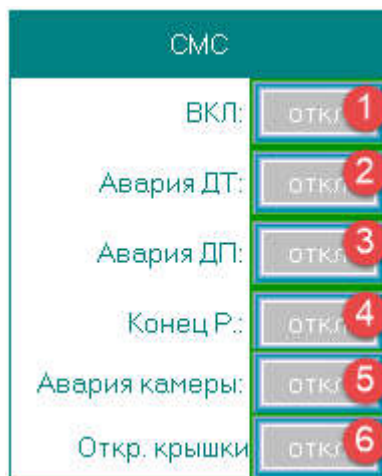 СМС
ВКЛ: откл 1
Авария ДТ: откл 2
Авария ДП: откл 3
Конец Р.: откл 4
Авария камеры: откл 5
Откр. крышки откл 6